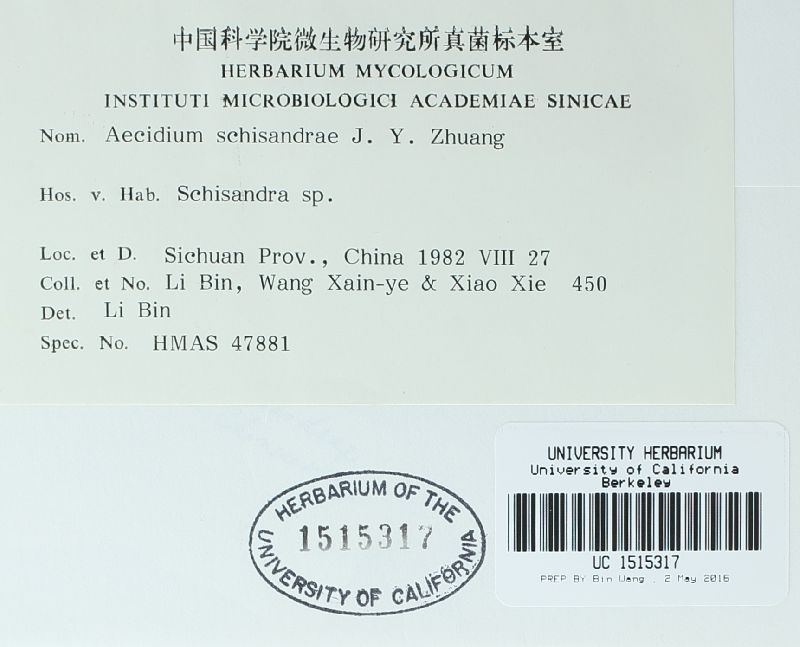 中国科学院微生物研究所真菌标本室
HERBARIUM MYCOLOGICUM
INSTITUTI MICROBIOLOGICI ACADEMIAE SINICAE
Nom. Aecidium schisandrae J. Y. Zhuang
Hos. v. Hab. Schisandra sp.
Loc. et D. Sichuan Prov., China 1982 VIII 27
Coll. et No. Li Bin, Wang Xain-ye & Xiao Xie 450
Det. Li Bin
Spec. No. HMAS 47881
HERBARIUM OF THE
1515317
UNIVERSITY OF CALIFORNIA
UNIVERSITY HERBARIUM
University of California
Berkeley
UC 1515317
PREP BY Bin Wang , 2 May 2016